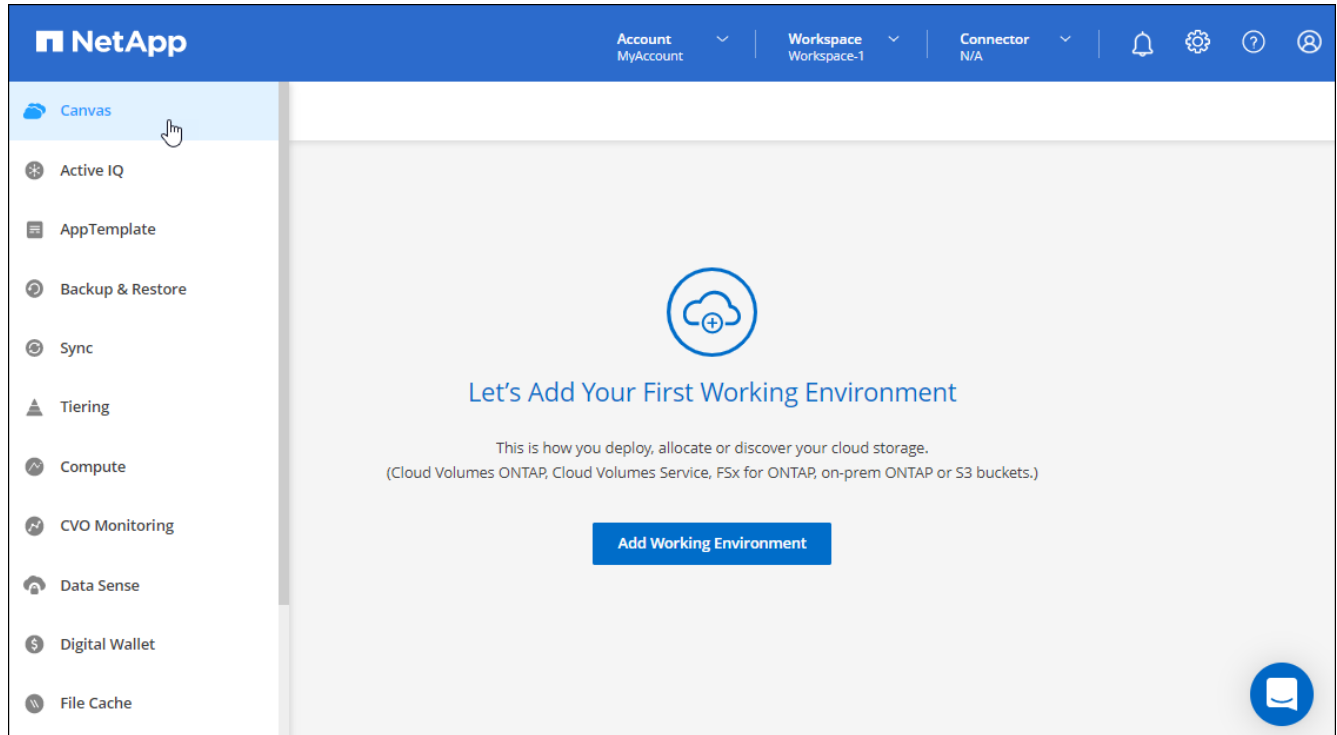 NetApp
Account
MyAccount
Workspace
Workspace-1
Connector
N/A
Canvas
Active IQ
AppTemplate
Backup & Restore
Sync
Tiering
Compute
CVO Monitoring
Data Sense
Digital Wallet
File Cache
Let's Add Your First Working Environment
This is how you deploy, allocate or discover your cloud storage.
(Cloud Volumes ONTAP, Cloud Volumes Service, FSx for ONTAP, on-prem ONTAP or S3 buckets.)
Add Working Environment